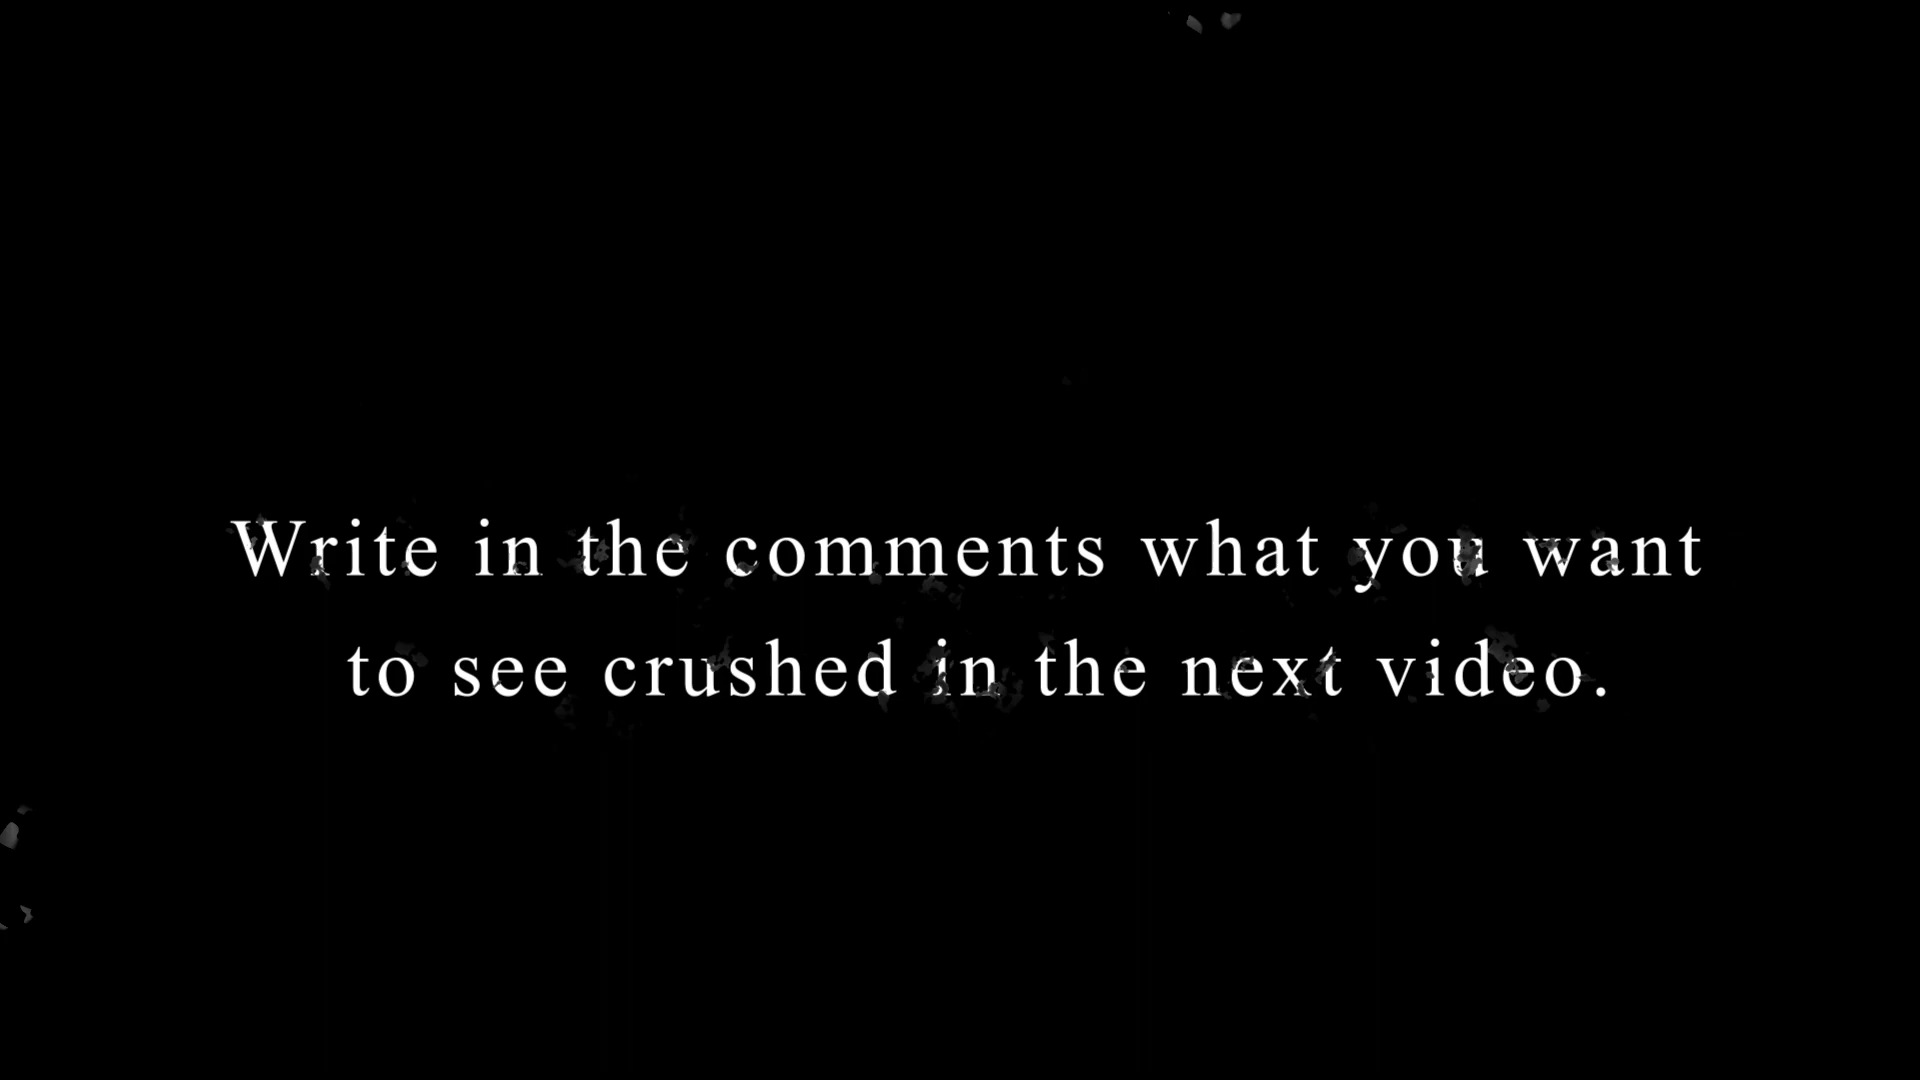 Write in the comments what you want
to see crushed in the next video.